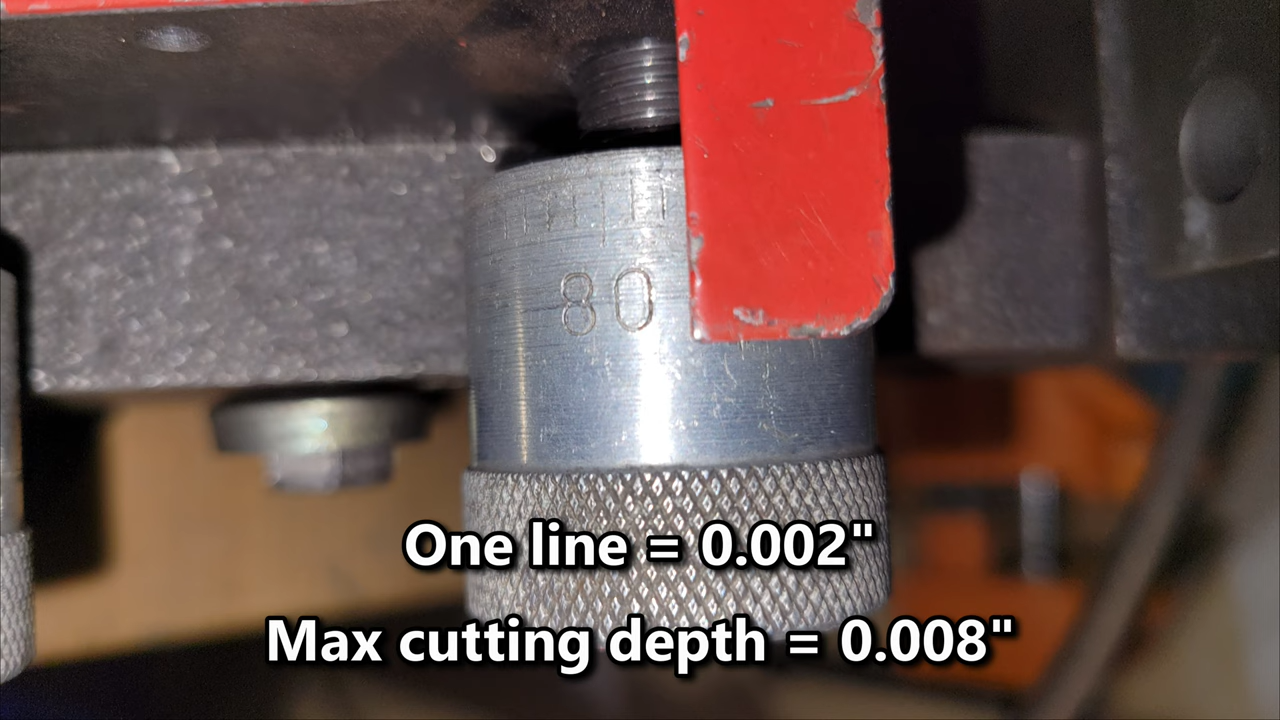 80
One line = 0.002"
Max cutting depth = 0.008"